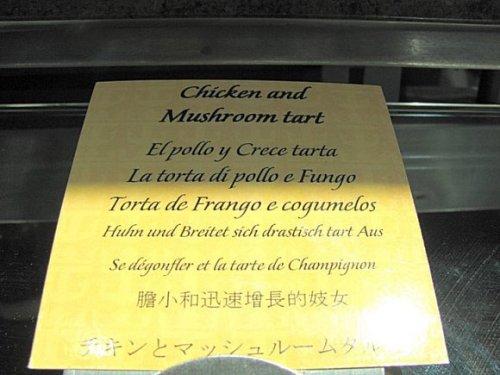 Chicken and
Mushroom tart
El pollo y Crece tarta
La torta di pollo e Fungo
Torta de Frango e cogumelos
Huhn und Breitet sich drastisch tart Aus
Se dégonfler et la tarte de Champignon
膽小和迅速增長的妓女
チキンとマッシュルームタル